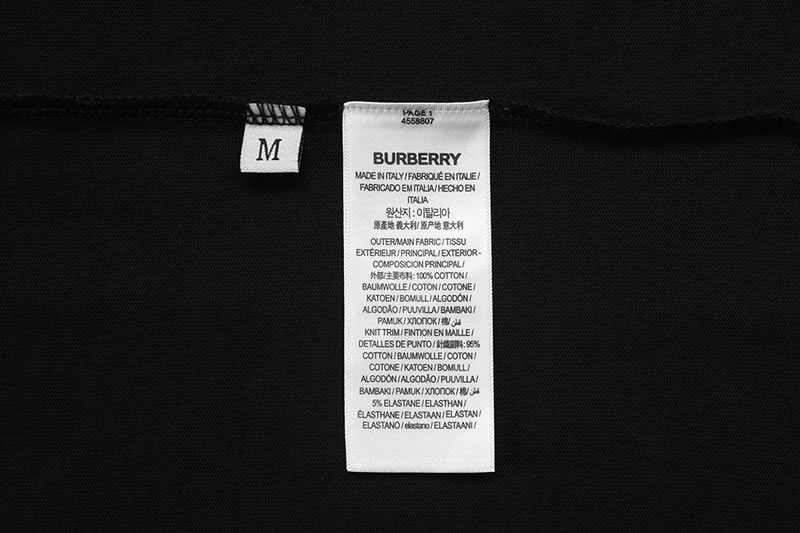 M
PAGE 1
4558807
BURBERRY
MADE IN ITALY / FABRIQUÉ EN ITALIE /
FABRICADO EM ITALIA / HECHO EN
ITALIA
원산지 : 이탈리아
原產地 義大利 / 原产地 意大利
OUTER/MAIN FABRIC / TISSU
EXTÉRIEUR / PRINCIPAL / EXTERIOR -
COMPOSICION PRINCIPAL /
外部/主要布料: 100% COTTON /
BAUMWOLLE / COTON / COTONE /
KATOEN / BOMULL / ALGODÓN /
ALGODÃO / PUUVILLA / BAMBAKI /
PAMUK / ХЛОПОК / 棉 / قطن
KNIT TRIM / FINTION EN MAILLE /
DETALLES DE PUNTO / 針織輔料: 95%
COTTON / BAUMWOLLE / COTON /
COTONE / KATOEN / BOMULL /
ALGODÓN / ALGODÃO / PUUVILLA /
BAMBAKI / PAMUK / ХЛОПОК / 棉 / قطن
5% ELASTANE / ELASTHAN /
ÉLASTHANE / ELASTAAN / ELASTAN /
ELASTANO / elastano / ELASTAANI /